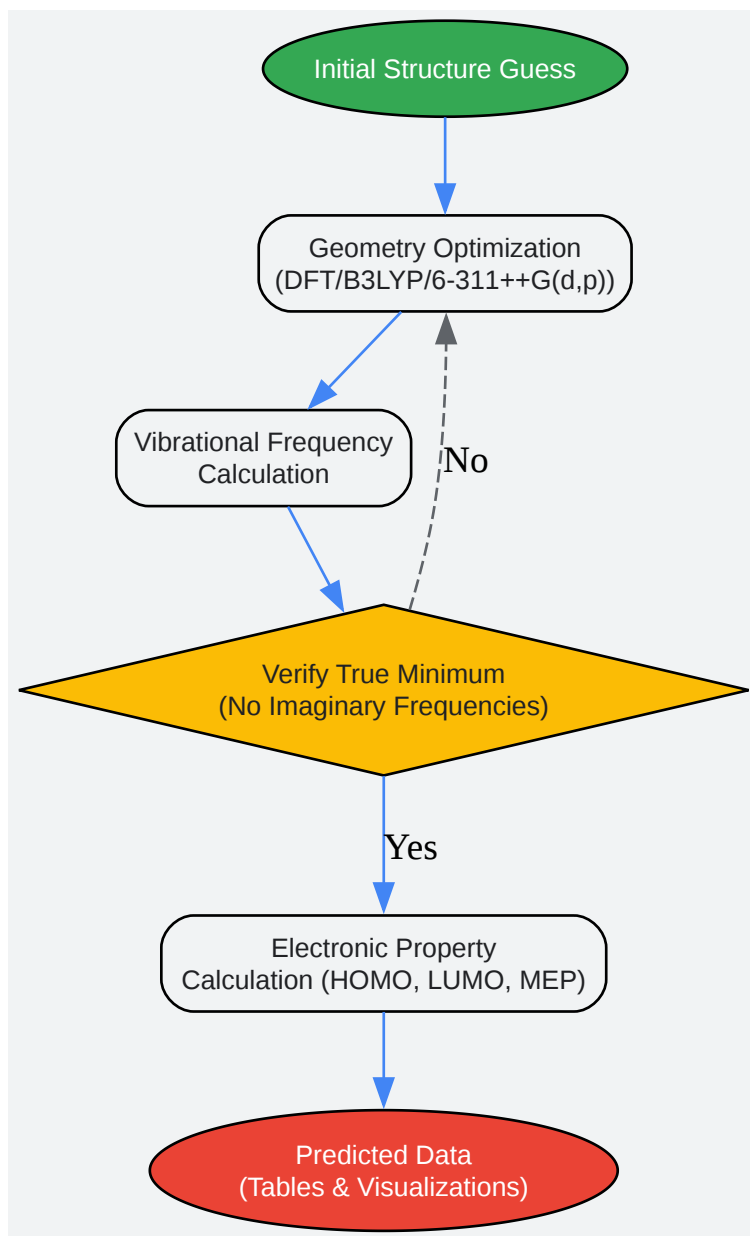 Initial Structure Guess
Geometry Optimization
(DFT/B3LYP/6-311++G(d,p))
Vibrational Frequency
Calculation
No
Verify True Minimum
(No Imaginary Frequencies)
Yes
Electronic Property
Calculation (HOMO, LUMO, MEP)
Predicted Data
(Tables & Visualizations)